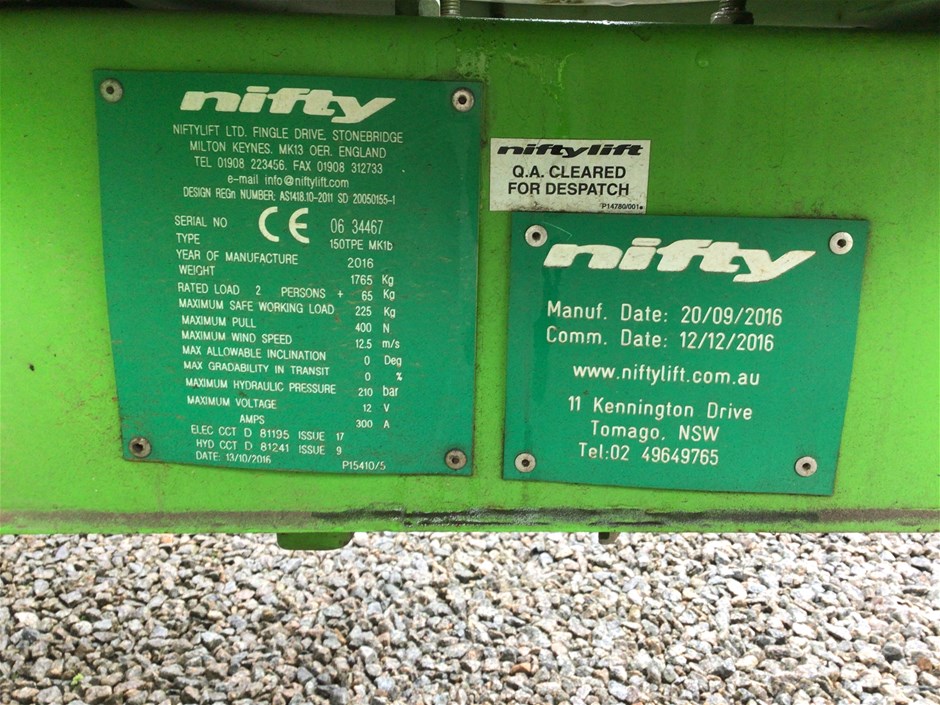 nifty
NIFTYLIFT LTD. FINGLE DRIVE, STONEBRIDGE
MILTON KEYNES. MK13 OER. ENGLAND
TEL 01908 223456. FAX 01908 312733
e-mail info@niftylift.com
DESIGN REGn NUMBER: AS1418.10-2011 SD 20050155-1
SERIAL NO CE 06 34467
TYPE 150TPE MK1b
YEAR OF MANUFACTURE 2016
WEIGHT 1765 Kg
RATED LOAD 2 PERSONS + 65 Kg
MAXIMUM SAFE WORKING LOAD 225 Kg
MAXIMUM PULL 400 N
MAXIMUM WIND SPEED 12.5 m/s
MAX ALLOWABLE INCLINATION 0 Deg
MAX GRADABILITY IN TRANSIT 0 %
MAXIMUM HYDRAULIC PRESSURE 210 bar
MAXIMUM VOLTAGE 12 V
AMPS 300 A
ELEC CCT D 81195 ISSUE 17
HYD CCT D 81241 ISSUE 9
DATE: 13/10/2016 P15410/5
niftylift
Q.A. CLEARED
FOR DESPATCH
P14780/001
nifty
Manuf. Date: 20/09/2016
Comm. Date: 12/12/2016
www.niftylift.com.au
11 Kennington Drive
Tomago, NSW
Tel:02 49649765